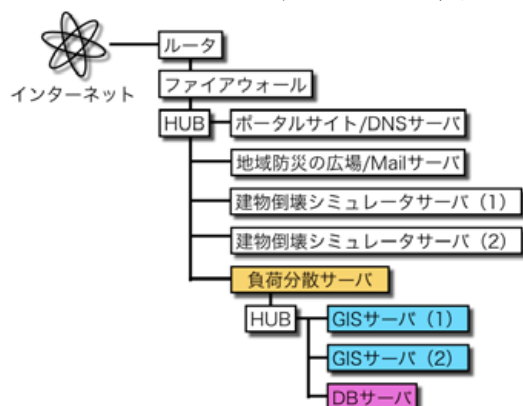 ルータ
インターネット
ファイアウォール
HUB
ポータルサイト/DNSサーバ
地域防災の広場/Mailサーバ
建物倒壊シミュレータサーバ（1）
建物倒壊シミュレータサーバ（2）
負荷分散サーバ
HUB
GISサーバ（1）
GISサーバ（2）
DBサーバ